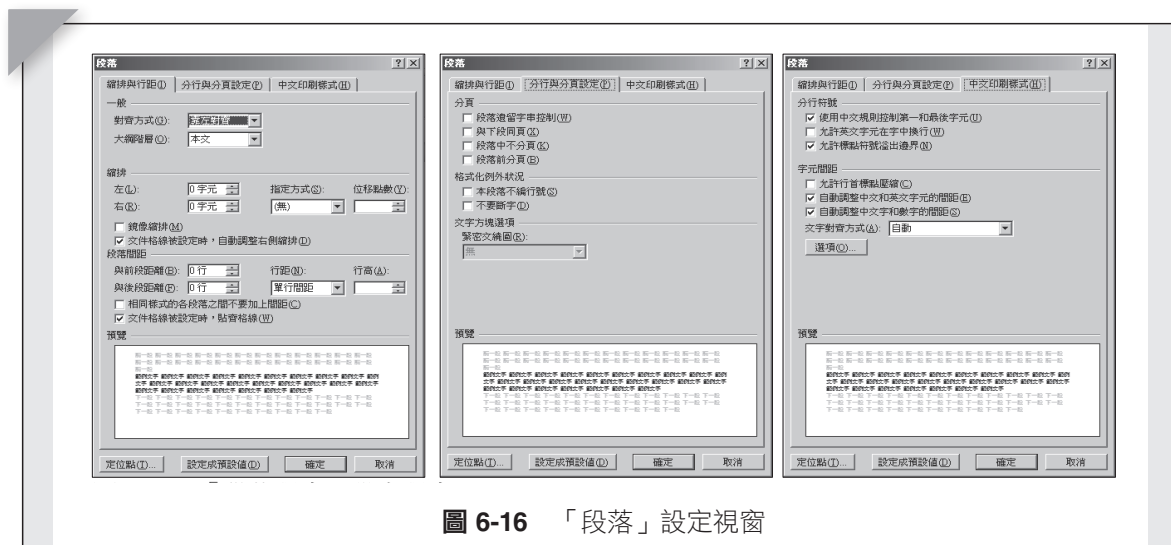 段落
縮排與行距(I) 分行與分頁設定(P) 中文印刷樣式(H)
一般
對齊方式(G): 靠左對齊
大綱階層(O): 本文
縮排
左(L): 0 字元 指定方式(S): 位移點數(Y):
右(R): 0 字元 (無)
鏡像縮排(M)
文件格線被設定時，自動調整右側縮排(D)
段落間距
與前段距離(B): 0 行 行距(N): 行高(A):
與後段距離(F): 0 行 單行間距
相同樣式的各段落之間不要加上間距(C)
文件格線被設定時，貼齊格線(W)
預覽
定位點(T)... 設定成預設值(D) 確定 取消
段落
縮排與行距(I) 分行與分頁設定(P) 中文印刷樣式(H)
分頁
段落遺留字串控制(W)
與下段同頁(X)
段落中不分頁(K)
段落前分頁(B)
格式化例外狀況
本段落不編行號(S)
不要斷字(D)
文字方塊選項
緊密文繞圖(R):
無
預覽
定位點(T)... 設定成預設值(D) 確定 取消
段落
縮排與行距(I) 分行與分頁設定(P) 中文印刷樣式(H)
分行符號
使用中文規則控制第一和最後字元(U)
允許英文字元在字中換行(W)
允許標點符號溢出邊界(N)
字元間距
允許行首標點壓縮(C)
自動調整中文和英文字元的間距(E)
自動調整中文字和數字的間距(S)
文字對齊方式(A): 自動
選項(O)...
預覽
定位點(T)... 設定成預設值(D) 確定 取消
圖 6-16 「段落」設定視窗